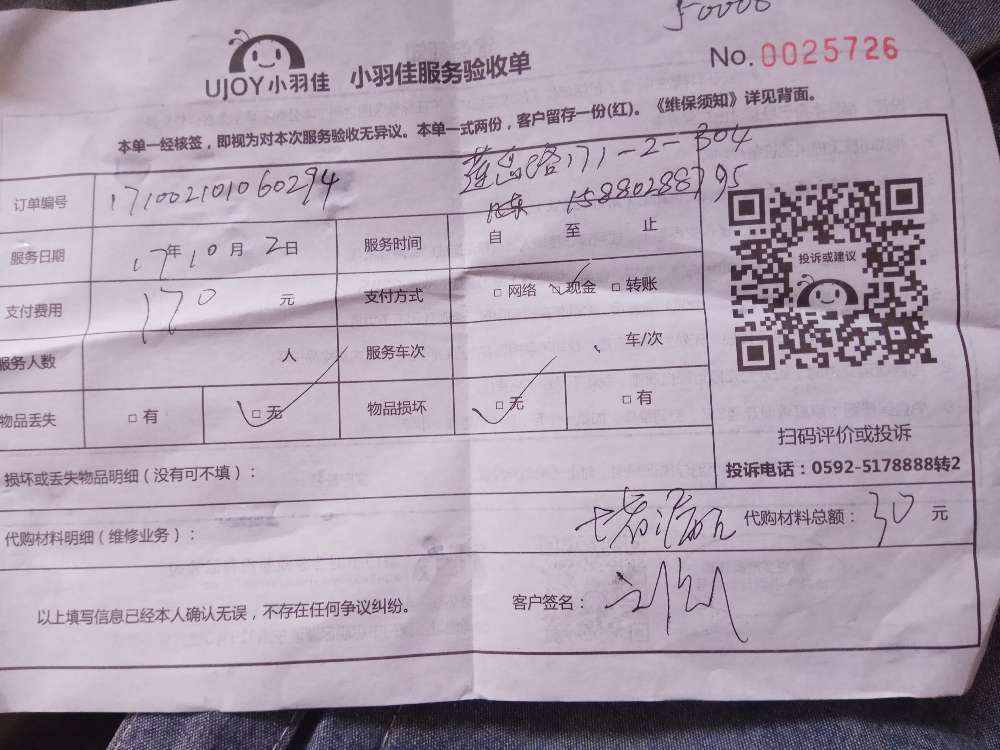 50008
UJOY小羽佳 小羽佳服务验收单
No.0025726
本单一经核签，即视为对本次服务验收无异议。本单一式两份，客户留存一份(红)。《维保须知》详见背面。
莲岳路171-2-304
订单编号 171002101060294 15880288795
服务日期 17年10月2日 服务时间 自 至 止
支付费用 170 元 支付方式 □网络 □现金 □转账
服务人数 人 服务车次 车/次
物品丢失 □有 □无 物品损坏 □无 □有
投诉或建议
扫码评价或投诉
投诉电话：0592-5178888转2
损坏或丢失物品明细（没有可不填）：
代购材料明细（维修业务）： 代购材料总额： 30 元
以上填写信息已经本人确认无误，不存在任何争议纠纷。 客户签名：